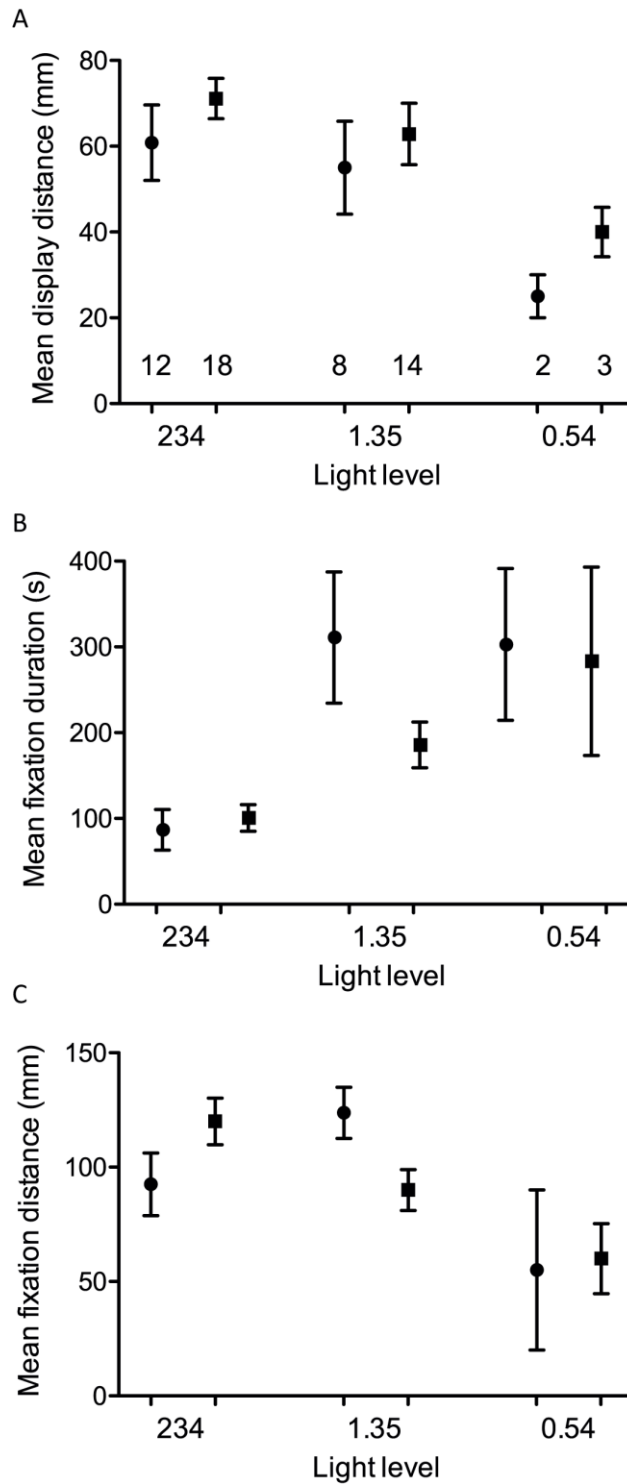 A
Mean display distance (mm)
80
60
40
20
0
12 18 8 14 2 3
234 1.35 0.54
Light level
B
Mean fixation duration (s)
400
300
200
100
0
234 1.35 0.54
Light level
C
Mean fixation distance (mm)
150
100
50
0
234 1.35 0.54
Light level